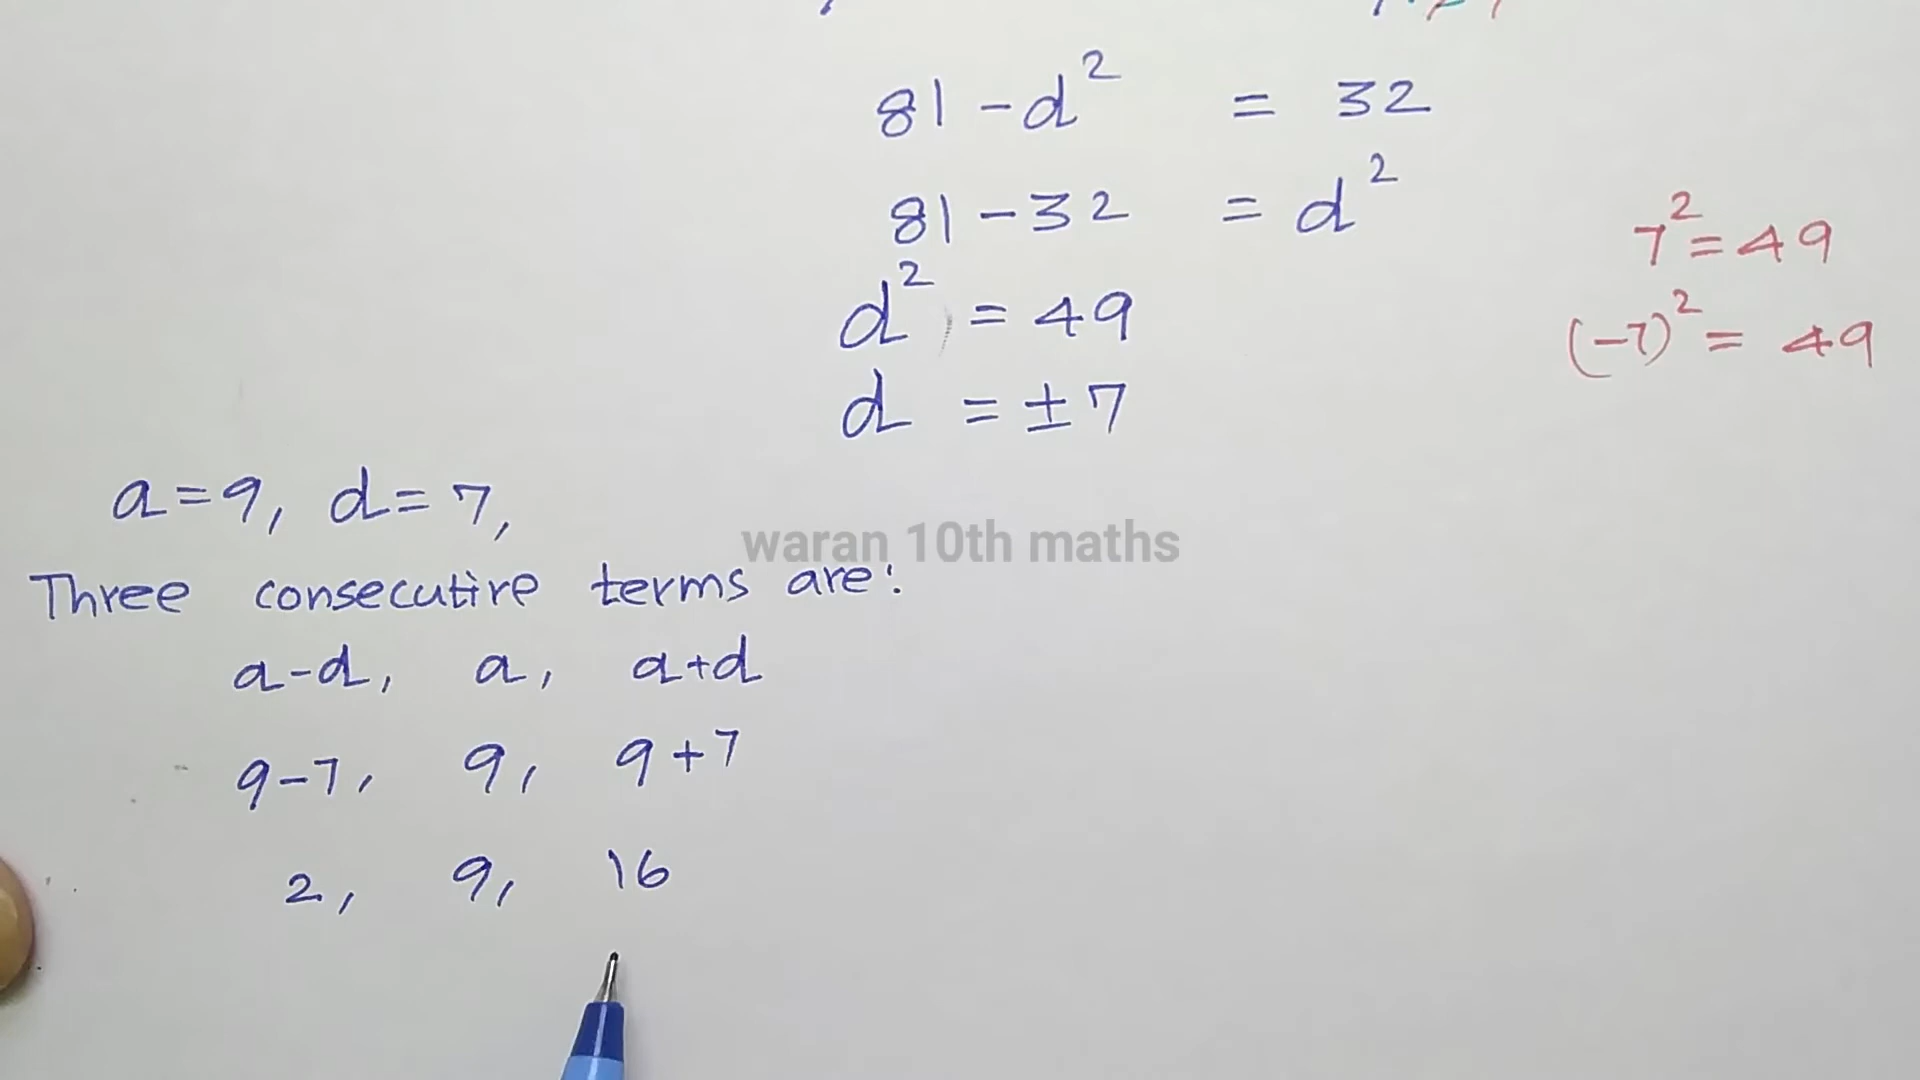 81 - d² = 32
81 - 32 = d²
7² = 49
d² = 49
(-7)² = 49
d = ±7
a = 9, d = 7,
waran 10th maths
Three consecutive terms are:
a-d, a, a+d
9-7, 9, 9+7
2, 9, 16